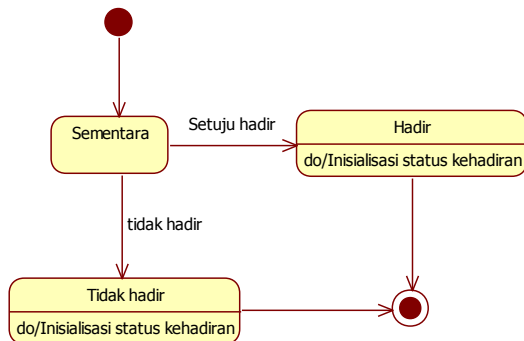 Sementara
Setuju hadir
Hadir
do/Inisialisasi status kehadiran
tidak hadir
Tidak hadir
do/Inisialisasi status kehadiran